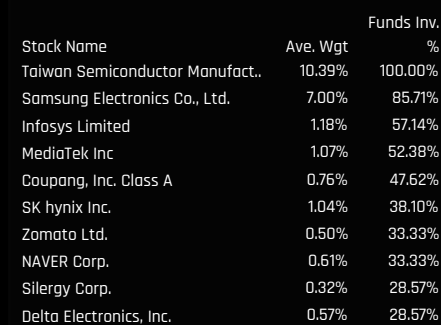 Funds Inv.
Stock Name Ave. Wgt %
Taiwan Semiconductor Manufact.. 10.39% 100.00%
Samsung Electronics Co., Ltd. 7.00% 85.71%
Infosys Limited 1.18% 57.14%
MediaTek Inc 1.07% 52.38%
Coupang, Inc. Class A 0.76% 47.62%
SK hynix Inc. 1.04% 38.10%
Zomato Ltd. 0.50% 33.33%
NAVER Corp. 0.61% 33.33%
Silergy Corp. 0.32% 28.57%
Delta Electronics, Inc. 0.57% 28.57%